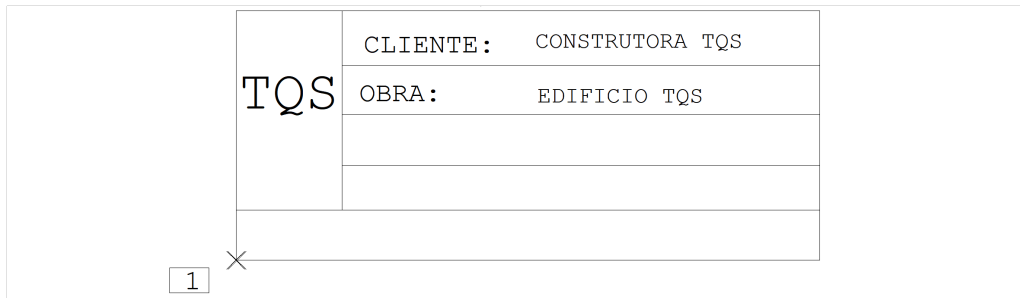 CLIENTE: CONSTRUTORA TQS
TQS
OBRA: EDIFICIO TQS
1